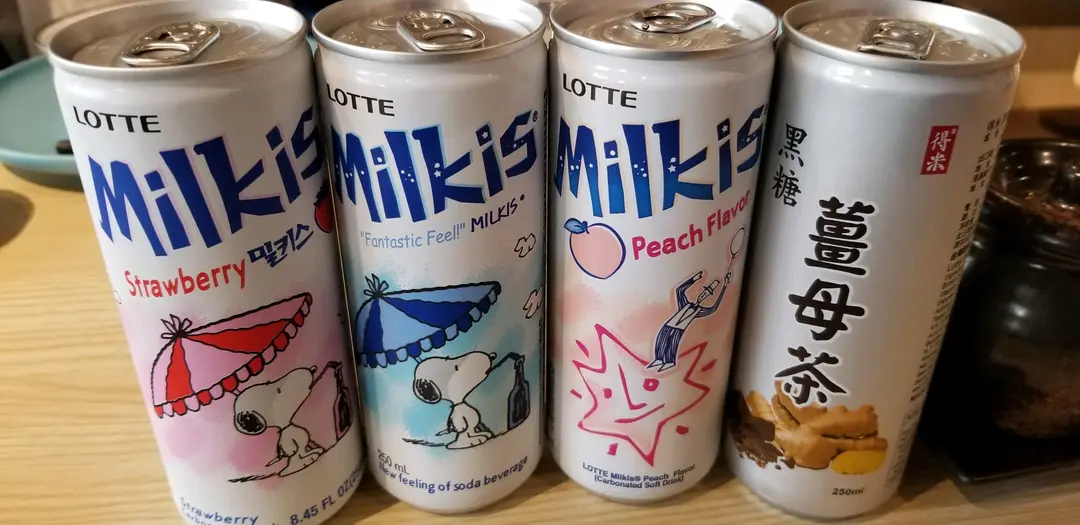 LOTTE
Milkis
밀키스
Strawberry
Strawberry
8.45 FL OZ
LOTTE
Milkis®
"Fantastic Feel!" MILKIS
250 mL
New feeling of soda beverage
LOTTE
Milkis®
Peach Flavor
LOTTE Milkis® Peach Flavor
(Carbonated Soft Drink)
得米
黑糖
薑母茶
250ml